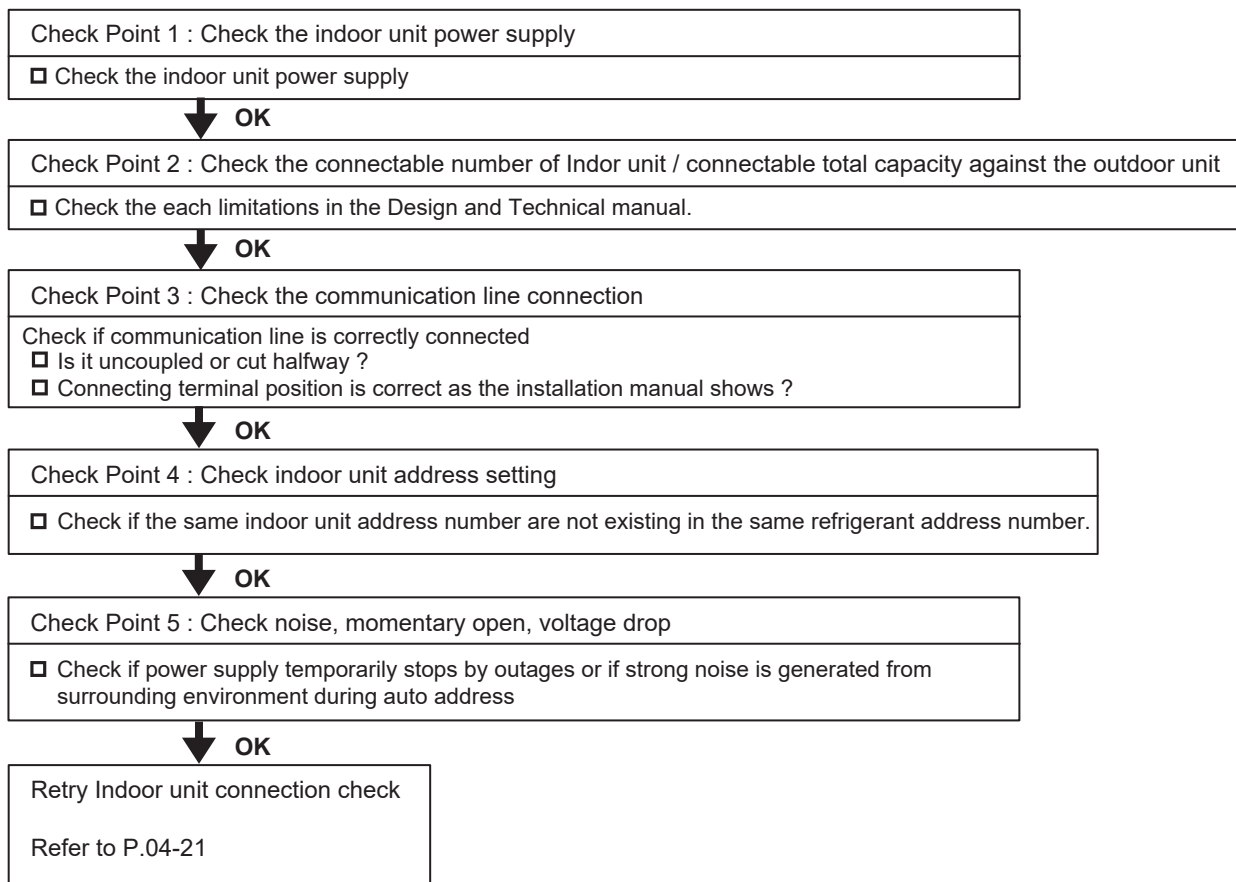 Check Point 1 : Check the indoor unit power supply
Check the indoor unit power supply
OK
Check Point 2 : Check the connectable number of Indor unit / connectable total capacity against the outdoor unit
Check the each limitations in the Design and Technical manual.
OK
Check Point 3 : Check the communication line connection
Check if communication line is correctly connected
Is it uncoupled or cut halfway ?
Connecting terminal position is correct as the installation manual shows ?
OK
Check Point 4 : Check indoor unit address setting
Check if the same indoor unit address number are not existing in the same refrigerant address number.
OK
Check Point 5 : Check noise, momentary open, voltage drop
Check if power supply temporarily stops by outages or if strong noise is generated from
surrounding environment during auto address
OK
Retry Indoor unit connection check
Refer to P.04-21